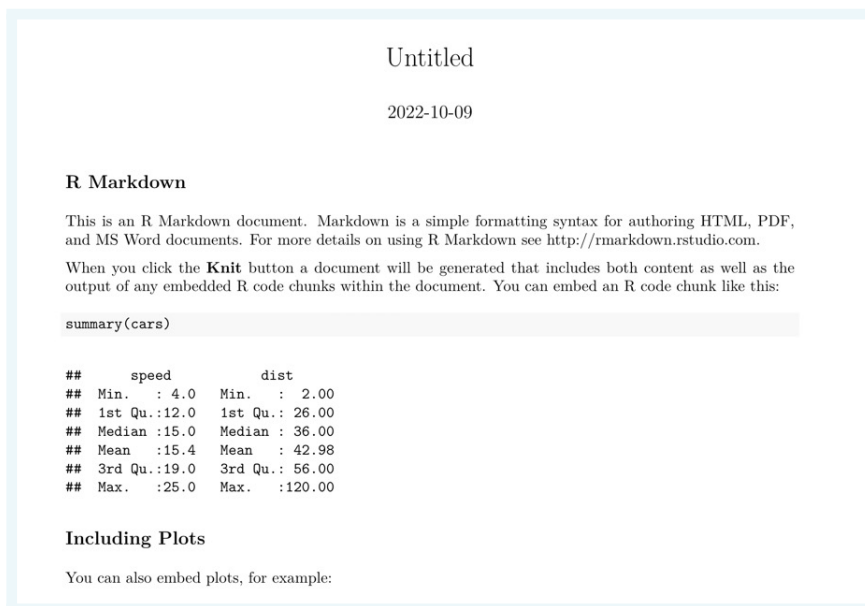 Untitled
2022-10-09
R Markdown
This is an R Markdown document. Markdown is a simple formatting syntax for authoring HTML, PDF,
and MS Word documents. For more details on using R Markdown see http://rmarkdown.rstudio.com.
When you click the Knit button a document will be generated that includes both content as well as the
output of any embedded R code chunks within the document. You can embed an R code chunk like this:
summary(cars)
##      speed           dist
##  Min.   : 4.0   Min.   :  2.00
##  1st Qu.:12.0   1st Qu.: 26.00
##  Median :15.0   Median : 36.00
##  Mean   :15.4   Mean   : 42.98
##  3rd Qu.:19.0   3rd Qu.: 56.00
##  Max.   :25.0   Max.   :120.00
Including Plots
You can also embed plots, for example: